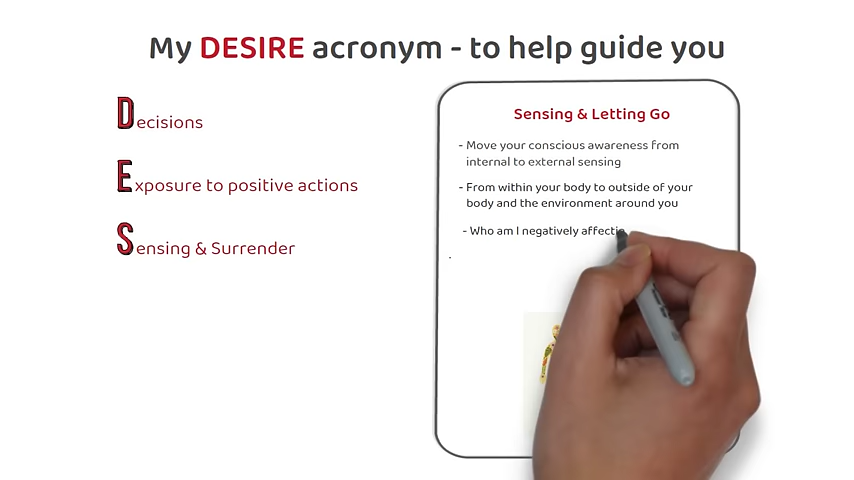 My DESIRE acronym - to help guide you
Decisions
Exposure to positive actions
Sensing & Surrender
Sensing & Letting Go
- Move your conscious awareness from
internal to external sensing
- From within your body to outside of your
body and the environment around you
- Who am I negatively